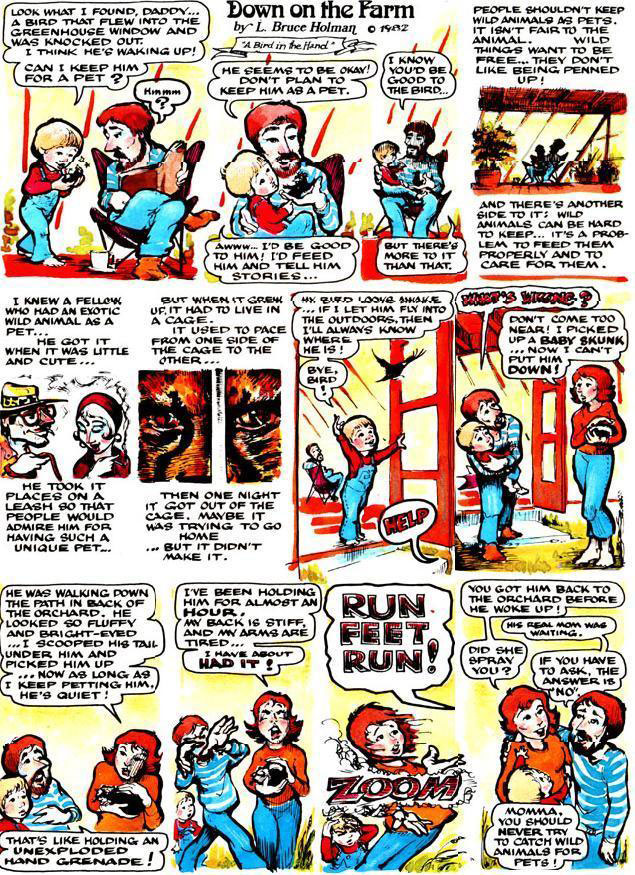 Down on the Farm
by L. Bruce Holman © 1982
"A Bird in the Hand"
LOOK WHAT I FOUND, DADDY...
A BIRD THAT FLEW INTO THE
GREENHOUSE WINDOW AND
WAS KNOCKED OUT.
I THINK HE'S WAKING UP!
CAN I KEEP HIM
FOR A PET?
Hmmm
?
HE SEEMS TO BE OKAY!
DON'T PLAN TO
KEEP HIM AS A PET.
AWWW... I'D BE GOOD
TO HIM! I'D FEED
HIM AND TELL HIM
STORIES...
I KNOW
YOU'D BE
GOOD TO
THE BIRD...
BUT THERE'S
MORE TO IT
THAN THAT.
PEOPLE SHOULDN'T KEEP
WILD ANIMALS AS PETS.
IT ISN'T FAIR TO THE
ANIMAL. WILD
THINGS WANT TO BE
FREE... THEY DON'T
LIKE BEING PENNED
UP!
AND THERE'S ANOTHER
SIDE TO IT: WILD
ANIMALS CAN BE HARD
TO KEEP... IT'S A PROB-
LEM TO FEED THEM
PROPERLY AND TO
CARE FOR THEM.
I KNEW A FELLOW
WHO HAD AN EXOTIC
WILD ANIMAL AS A
PET...
HE GOT IT
WHEN IT WAS LITTLE
AND CUTE...
HE TOOK IT
PLACES ON A
LEASH SO THAT
PEOPLE WOULD
ADMIRE HIM FOR
HAVING SUCH A
UNIQUE PET...
BUT WHEN IT GREW
UP, IT HAD TO LIVE IN
A CAGE.
IT USED TO PACE
FROM ONE SIDE OF
THE CAGE TO THE
OTHER...
THEN ONE NIGHT
IT GOT OUT OF THE
CAGE. MAYBE IT
WAS TRYING TO GO
HOME
... BUT IT DIDN'T
MAKE IT.
MY BIRD LOOKS AWAKE
... IF I LET HIM FLY INTO
THE OUTDOORS, THEN
I'LL ALWAYS KNOW
WHERE
HE IS!
BYE,
BIRD
!
HELP
WHAT'S WRONG?
DON'T COME TOO
NEAR! I PICKED
UP A BABY SKUNK
... NOW I CAN'T
PUT HIM
DOWN!
HE WAS WALKING DOWN
THE PATH IN BACK OF
THE ORCHARD. HE
LOOKED SO FLUFFY
AND BRIGHT-EYED
... I SCOOPED HIS TAIL
UNDER HIM AND
PICKED HIM UP
... NOW AS LONG AS
I KEEP PETTING HIM,
HE'S QUIET!
THAT'S LIKE HOLDING AN
UNEXPLODED
HAND GRENADE!
I'VE BEEN HOLDING
HIM FOR ALMOST AN
HOUR.
MY BACK IS STIFF,
AND MY ARMS ARE
TIRED...
I HAVE ABOUT
HAD IT!
RUN
FEET
RUN!
ZOOM
YOU GOT HIM BACK TO
THE ORCHARD BEFORE
HE WOKE UP!
HIS REAL MOM WAS
WAITING.
DID SHE
SPRAY
YOU?
IF YOU HAVE
TO ASK, THE
ANSWER IS
"NO".
MOMMA,
YOU SHOULD
NEVER TRY
TO CATCH WILD
ANIMALS FOR
PETS!